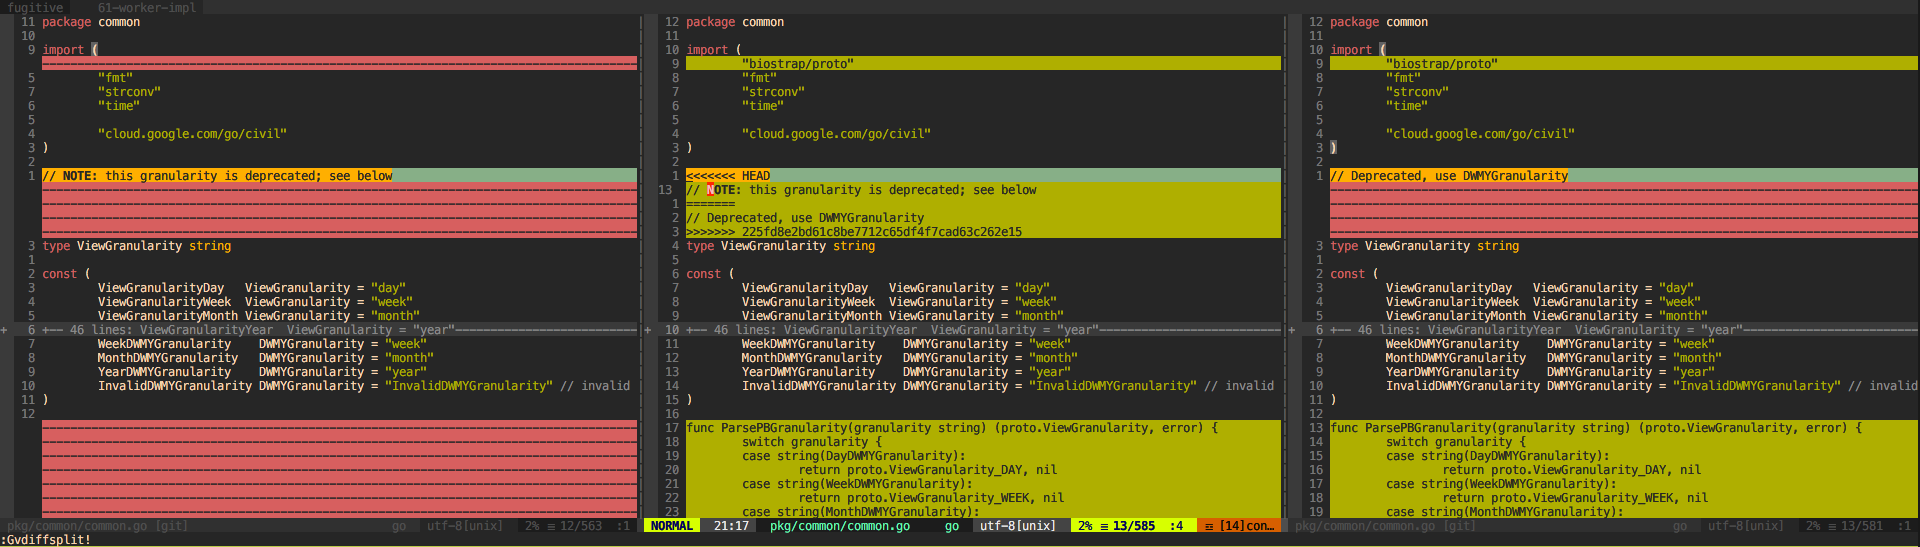 fugitive 61-worker-impl
11 package common
10
9 import (
5 "fmt"
7 "strconv"
6 "time"
5
4 "cloud.google.com/go/civil"
3 )
2
1 // NOTE: this granularity is deprecated; see below
3 type ViewGranularity string
1
2 const (
3 ViewGranularityDay ViewGranularity = "day"
4 ViewGranularityWeek ViewGranularity = "week"
5 ViewGranularityMonth ViewGranularity = "month"
+ 6 +-- 46 lines: ViewGranularityYear ViewGranularity = "year"
7 WeekDWMYGranularity DWMYGranularity = "week"
8 MonthDWMYGranularity DWMYGranularity = "month"
9 YearDWMYGranularity DWMYGranularity = "year"
10 InvalidDWMYGranularity DWMYGranularity = "InvalidDWMYGranularity" // invalid
11 )
12
pkg/common/common.go [git] go utf-8[unix] 2% ≡ 12/563 :1
12 package common
11
10 import (
9 "biostrap/proto"
8 "fmt"
7 "strconv"
6 "time"
5
4 "cloud.google.com/go/civil"
3 )
2
1 <<<<<<< HEAD
13 // NOTE: this granularity is deprecated; see below
1 =======
2 // Deprecated, use DWMYGranularity
3 >>>>>>> 225fd8e2bd61c8be7712c65df4f7cad63c262e15
4 type ViewGranularity string
5
6 const (
7 ViewGranularityDay ViewGranularity = "day"
8 ViewGranularityWeek ViewGranularity = "week"
9 ViewGranularityMonth ViewGranularity = "month"
+ 10 +-- 46 lines: ViewGranularityYear ViewGranularity = "year"
11 WeekDWMYGranularity DWMYGranularity = "week"
12 MonthDWMYGranularity DWMYGranularity = "month"
13 YearDWMYGranularity DWMYGranularity = "year"
14 InvalidDWMYGranularity DWMYGranularity = "InvalidDWMYGranularity" // invalid
15 )
16
17 func ParsePBGranularity(granularity string) (proto.ViewGranularity, error) {
18 switch granularity {
19 case string(DayDWMYGranularity):
20 return proto.ViewGranularity_DAY, nil
21 case string(WeekDWMYGranularity):
22 return proto.ViewGranularity_WEEK, nil
23 case string(MonthDWMYGranularity):
NORMAL 21:17 pkg/common/common.go go utf-8[unix] 2% ≡ 13/585 :4 [14]con…
12 package common
11
10 import (
9 "biostrap/proto"
8 "fmt"
7 "strconv"
6 "time"
5
4 "cloud.google.com/go/civil"
3 )
2
1 // Deprecated, use DWMYGranularity
3 type ViewGranularity string
1
2 const (
3 ViewGranularityDay ViewGranularity = "day"
4 ViewGranularityWeek ViewGranularity = "week"
5 ViewGranularityMonth ViewGranularity = "month"
+ 6 +-- 46 lines: ViewGranularityYear ViewGranularity = "year"
7 WeekDWMYGranularity DWMYGranularity = "week"
8 MonthDWMYGranularity DWMYGranularity = "month"
9 YearDWMYGranularity DWMYGranularity = "year"
10 InvalidDWMYGranularity DWMYGranularity = "InvalidDWMYGranularity" // invalid
11 )
12
13 func ParsePBGranularity(granularity string) (proto.ViewGranularity, error) {
14 switch granularity {
15 case string(DayDWMYGranularity):
16 return proto.ViewGranularity_DAY, nil
17 case string(WeekDWMYGranularity):
18 return proto.ViewGranularity_WEEK, nil
19 case string(MonthDWMYGranularity):
pkg/common/common.go [git] go utf-8[unix] 2% ≡ 13/581 :1
:Gvdiffsplit!